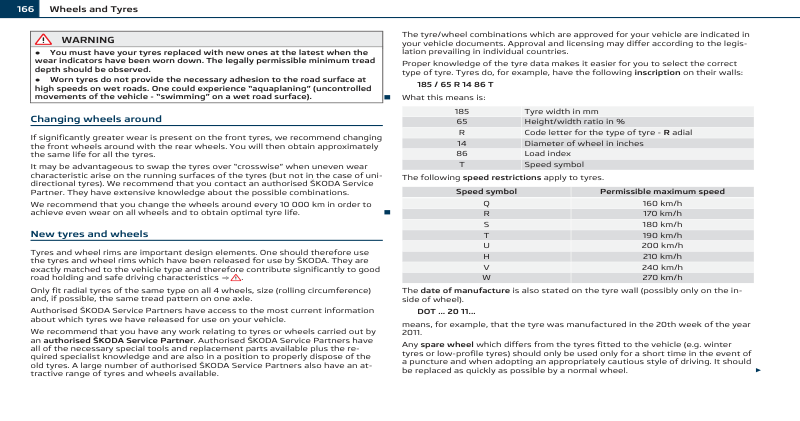 166 Wheels and Tyres
WARNING
● You must have your tyres replaced with new ones at the latest when the
wear indicators have been worn down. The legally permissible minimum tread
depth should be observed.
● Worn tyres do not provide the necessary adhesion to the road surface at
high speeds on wet roads. One could experience "aquaplaning" (uncontrolled
movements of the vehicle - "swimming" on a wet road surface).
Changing wheels around
If significantly greater wear is present on the front tyres, we recommend changing
the front wheels around with the rear wheels. You will then obtain approximately
the same life for all the tyres.
It may be advantageous to swap the tyres over "crosswise" when uneven wear
characteristic arise on the running surfaces of the tyres (but not in the case of uni-
directional tyres). We recommend that you contact an authorised ŠKODA Service
Partner. They have extensive knowledge about the possible combinations.
We recommend that you change the wheels around every 10 000 km in order to
achieve even wear on all wheels and to obtain optimal tyre life.
New tyres and wheels
Tyres and wheel rims are important design elements. One should therefore use
the tyres and wheel rims which have been released for use by ŠKODA. They are
exactly matched to the vehicle type and therefore contribute significantly to good
road holding and safe driving characteristics ⇒ .
Only fit radial tyres of the same type on all 4 wheels, size (rolling circumference)
and, if possible, the same tread pattern on one axle.
Authorised ŠKODA Service Partners have access to the most current information
about which tyres we have released for use on your vehicle.
We recommend that you have any work relating to tyres or wheels carried out by
an authorised ŠKODA Service Partner. Authorised ŠKODA Service Partners have
all of the necessary special tools and replacement parts available plus the re-
quired specialist knowledge and are also in a position to properly dispose of the
old tyres. A large number of authorised ŠKODA Service Partners also have an at-
tractive range of tyres and wheels available.
The tyre/wheel combinations which are approved for your vehicle are indicated in
your vehicle documents. Approval and licensing may differ according to the legis-
lation prevailing in individual countries.
Proper knowledge of the tyre data makes it easier for you to select the correct
type of tyre. Tyres do, for example, have the following inscription on their walls:
185 / 65 R 14 86 T
What this means is:
185 Tyre width in mm
65 Height/width ratio in %
R Code letter for the type of tyre - R adial
14 Diameter of wheel in inches
86 Load index
T Speed symbol
The following speed restrictions apply to tyres.
Speed symbol Permissible maximum speed
Q 160 km/h
R 170 km/h
S 180 km/h
T 190 km/h
U 200 km/h
H 210 km/h
V 240 km/h
W 270 km/h
The date of manufacture is also stated on the tyre wall (possibly only on the in-
side of wheel).
DOT ... 20 11...
means, for example, that the tyre was manufactured in the 20th week of the year
2011.
Any spare wheel which differs from the tyres fitted to the vehicle (e.g. winter
tyres or low-profile tyres) should only be used only for a short time in the event of
a puncture and when adopting an appropriately cautious style of driving. It should
be replaced as quickly as possible by a normal wheel.